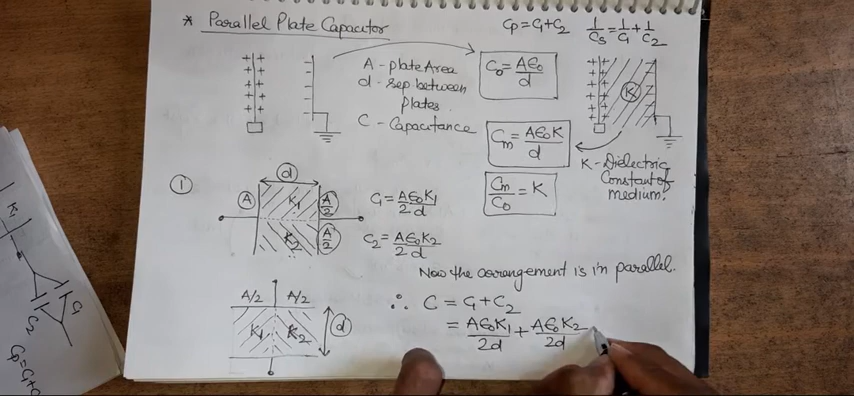 * Parallel Plate Capacitor
Cp = C1 + C2
1/Cs = 1/C1 + 1/C2
A - plate Area
d - sep between
plates.
C - Capacitance
C0 = Aε0/d
Cm = Aε0K/d
Cm/C0 = K
K
K - Dielectric
Constant of
medium.
①
d
A
K1
A/2
K2
A/2
C1 = Aε0K1/2d
C2 = Aε0K2/2d
Now the arrangement is in parallel.
∴ C = C1 + C2
= Aε0K1/2d + Aε0K2/2d
A/2 A/2
K1 K2
d
C1
C2